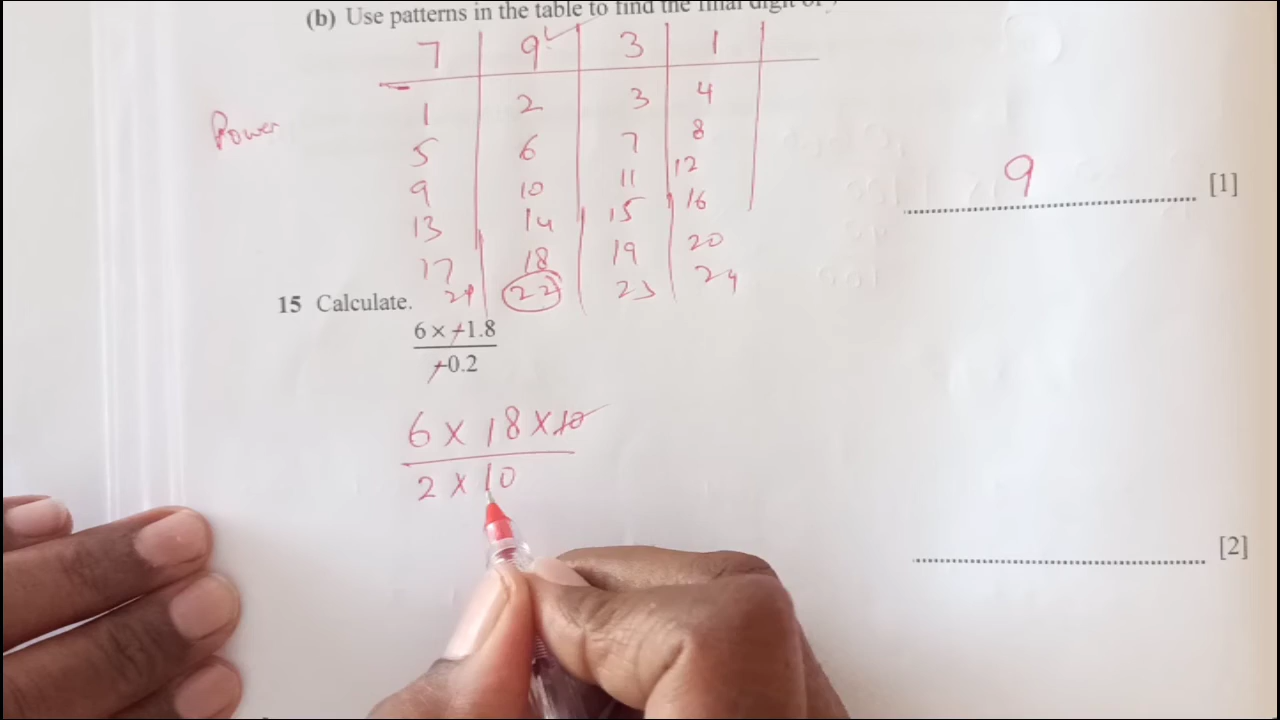 (b) Use patterns in the table to find the final digit of
7 9 3 1
Power
1 2 3 4
5 6 7 8
9 10 11 12
13 14 15 16
17 18 19 20
21 22 23 24
9
[1]
15 Calculate.
6 × -1.8
-0.2
6 × 18 × 10
2 × 10
[2]